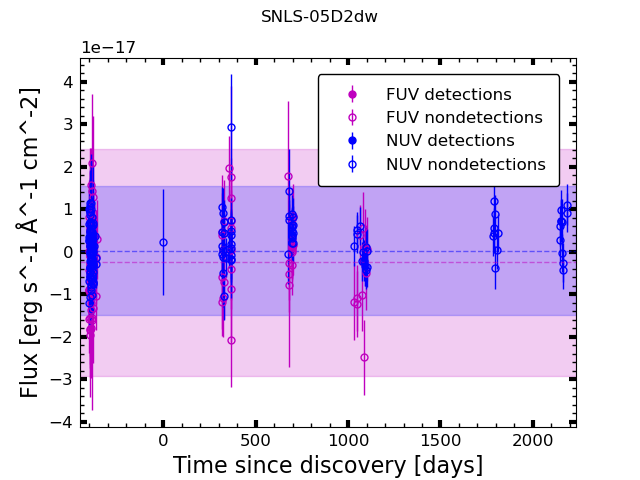 SNLS-05D2dw
1e−17
FUV detections
FUV nondetections
NUV detections
NUV nondetections
4
3
2
1
0
−1
−2
−3
−4
Flux [erg s^-1 Å^-1 cm^-2]
0 500 1000 1500 2000
Time since discovery [days]